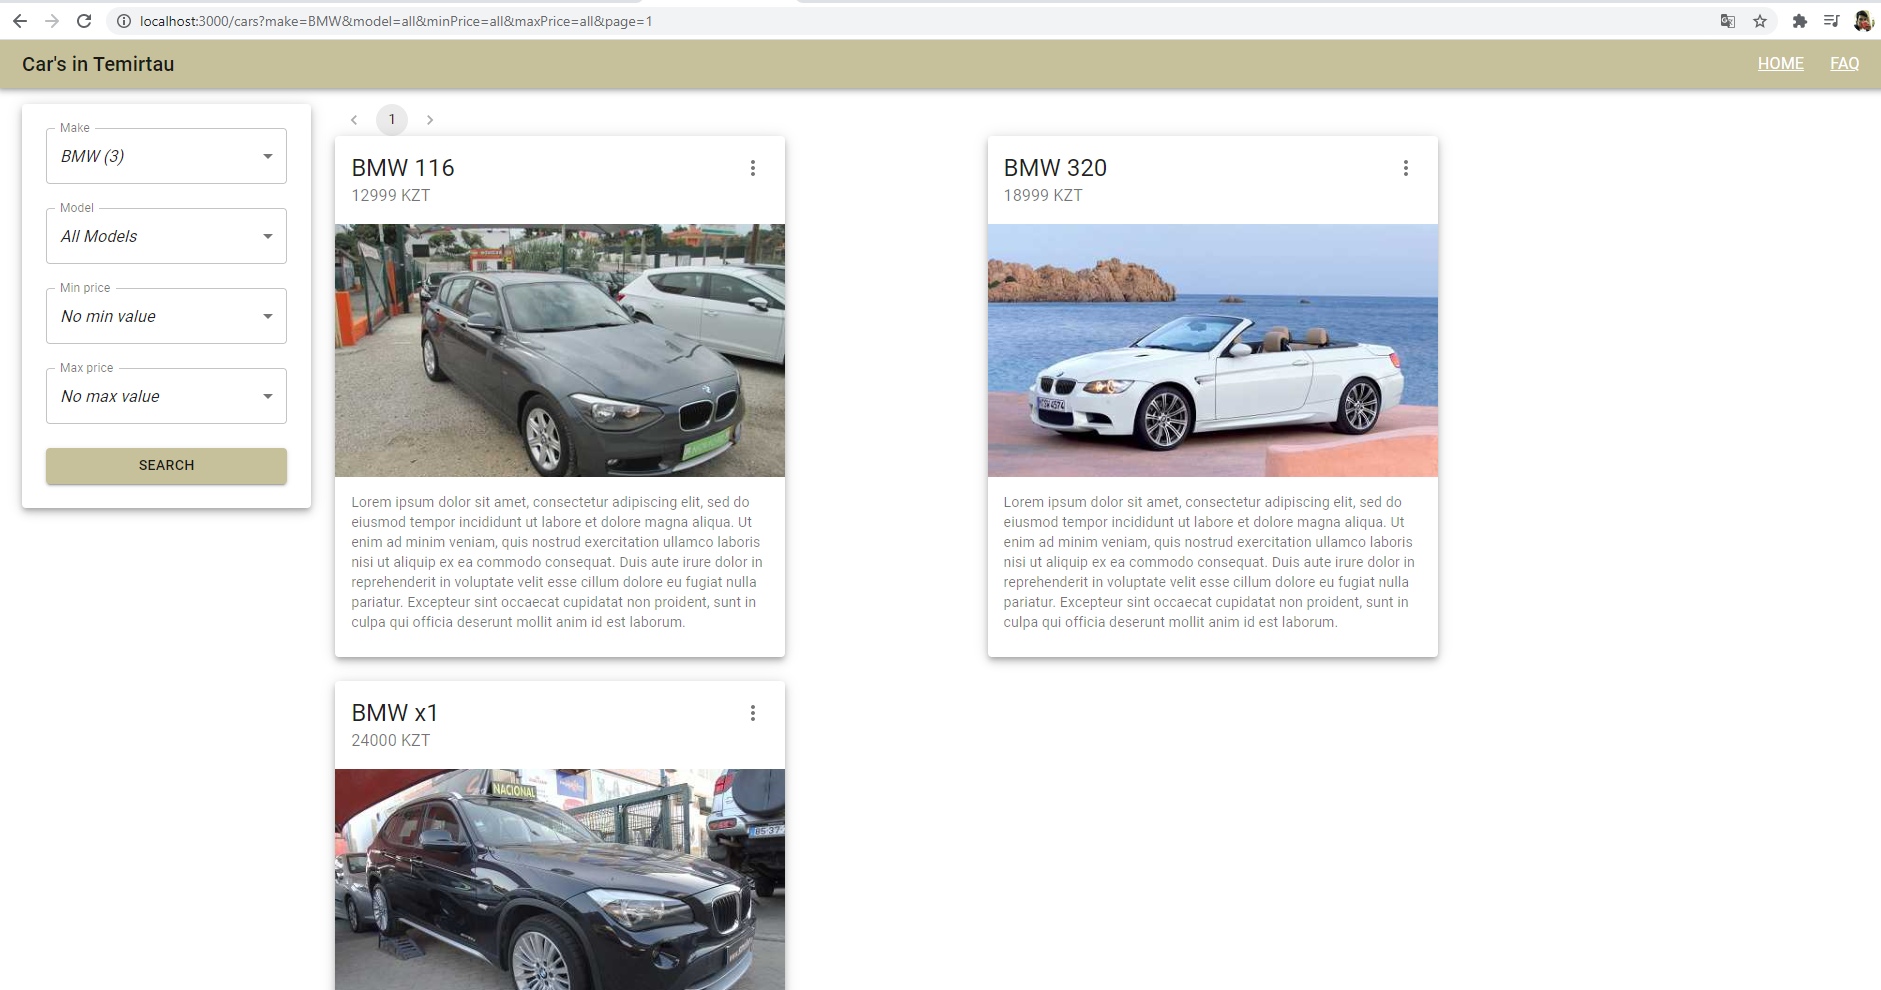 localhost:3000/cars?make=BMW&model=all&minPrice=all&maxPrice=all&page=1
Car's in Temirtau
HOME
FAQ
Make
BMW (3)
Model
All Models
Min price
No min value
Max price
No max value
SEARCH
1
BMW 116
12999 KZT
Lorem ipsum dolor sit amet, consectetur adipiscing elit, sed do
eiusmod tempor incididunt ut labore et dolore magna aliqua. Ut
enim ad minim veniam, quis nostrud exercitation ullamco laboris
nisi ut aliquip ex ea commodo consequat. Duis aute irure dolor in
reprehenderit in voluptate velit esse cillum dolore eu fugiat nulla
pariatur. Excepteur sint occaecat cupidatat non proident, sunt in
culpa qui officia deserunt mollit anim id est laborum.
BMW 320
18999 KZT
Lorem ipsum dolor sit amet, consectetur adipiscing elit, sed do
eiusmod tempor incididunt ut labore et dolore magna aliqua. Ut
enim ad minim veniam, quis nostrud exercitation ullamco laboris
nisi ut aliquip ex ea commodo consequat. Duis aute irure dolor in
reprehenderit in voluptate velit esse cillum dolore eu fugiat nulla
pariatur. Excepteur sint occaecat cupidatat non proident, sunt in
culpa qui officia deserunt mollit anim id est laborum.
BMW x1
24000 KZT
NACIONAL